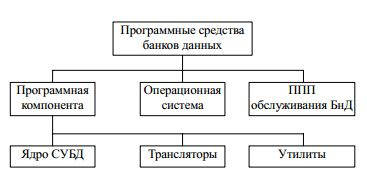 Программные средства
банков данных
Программная
компонента
Операционная
система
ППП
обслуживания БнД
Ядро СУБД
Трансляторы
Утилиты